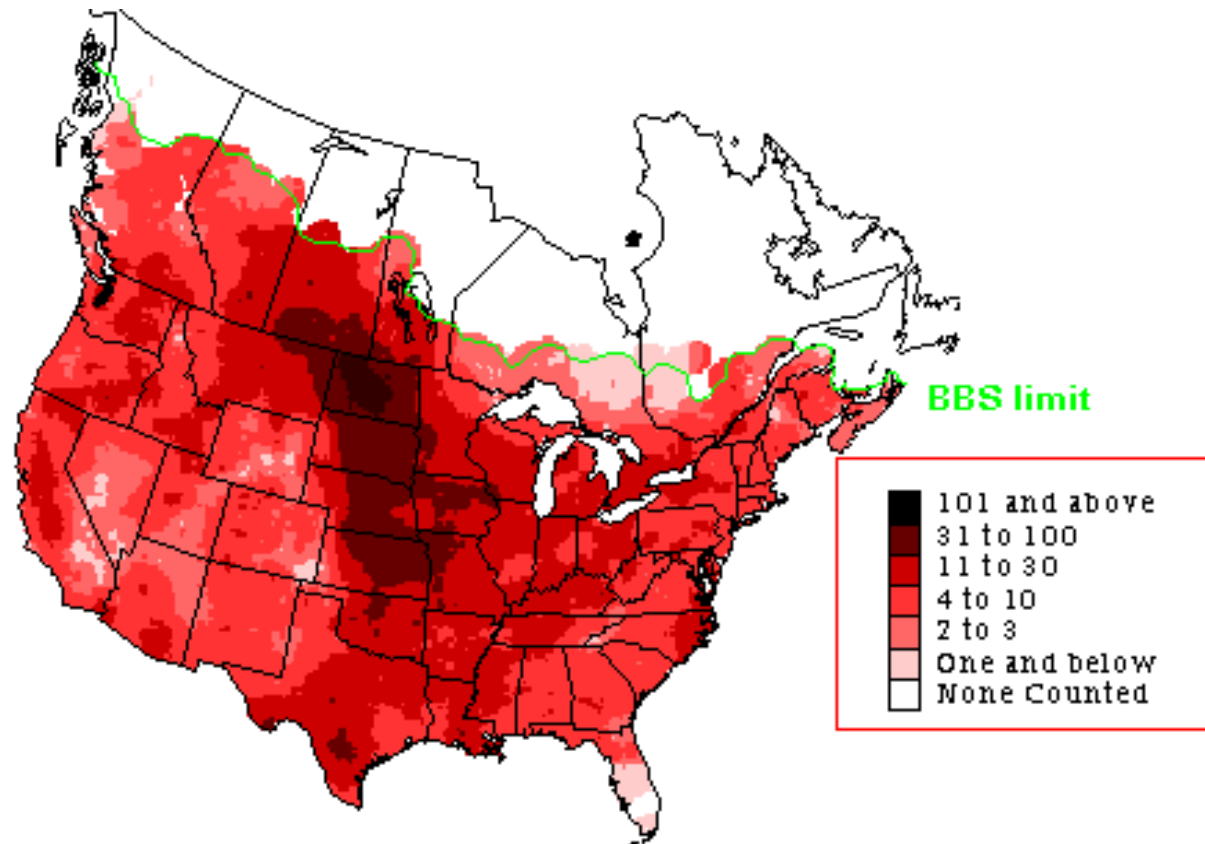 BBS limit
101 and above
31 to 100
11 to 30
4 to 10
2 to 3
One and below
None Counted